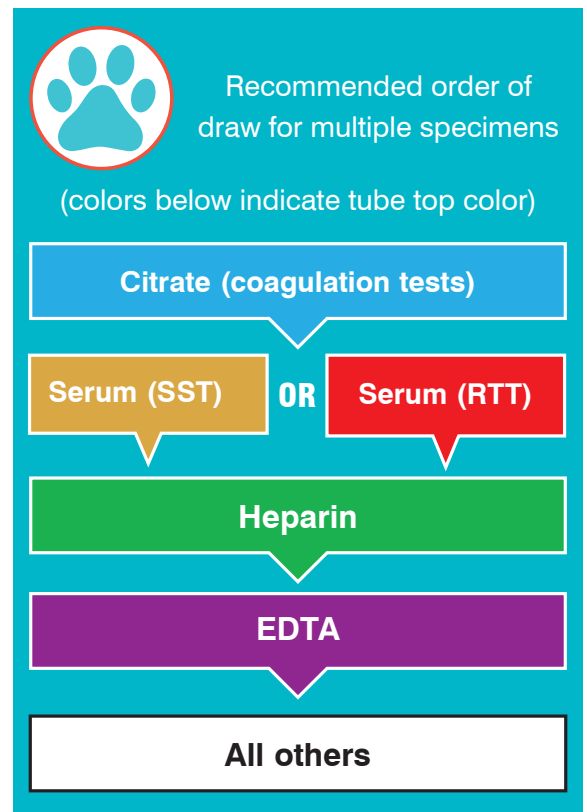 Recommended order of
draw for multiple specimens
(colors below indicate tube top color)
Citrate (coagulation tests)
Serum (SST)
OR
Serum (RTT)
Heparin
EDTA
All others